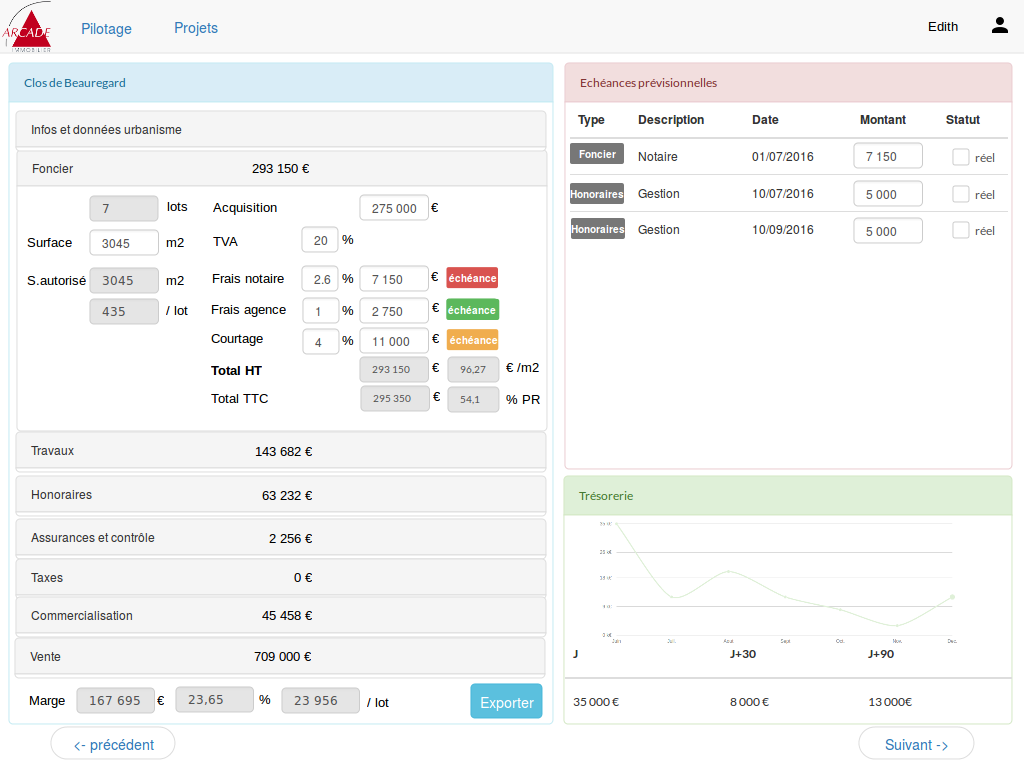 ARCADE
IMMOBILIER
Pilotage
Projets
Edith
Clos de Beauregard
Infos et données urbanisme
Foncier 293 150 €
7 lots Acquisition 275 000 €
Surface 3045 m2 TVA 20 %
S.autorisé 3045 m2 Frais notaire 2.6 % 7 150 € échéance
435 / lot Frais agence 1 % 2 750 € échéance
Courtage 4 % 11 000 € échéance
Total HT 293 150 € 96,27 € /m2
Total TTC 295 350 € 54,1 % PR
Travaux 143 682 €
Honoraires 63 232 €
Assurances et contrôle 2 256 €
Taxes 0 €
Commercialisation 45 458 €
Vente 709 000 €
Marge 167 695 € 23,65 % 23 956 / lot
Exporter
<- précédent
Echéances prévisionnelles
Type Description Date Montant Statut
Foncier Notaire 01/07/2016 7 150 réel
Honoraires Gestion 10/07/2016 5 000 réel
Honoraires Gestion 10/09/2016 5 000 réel
Trésorerie
Juin Juil. Aout Sept Oct. Nov. Dec.
J J+30 J+90
35 000 € 8 000 € 13 000€
Suivant ->